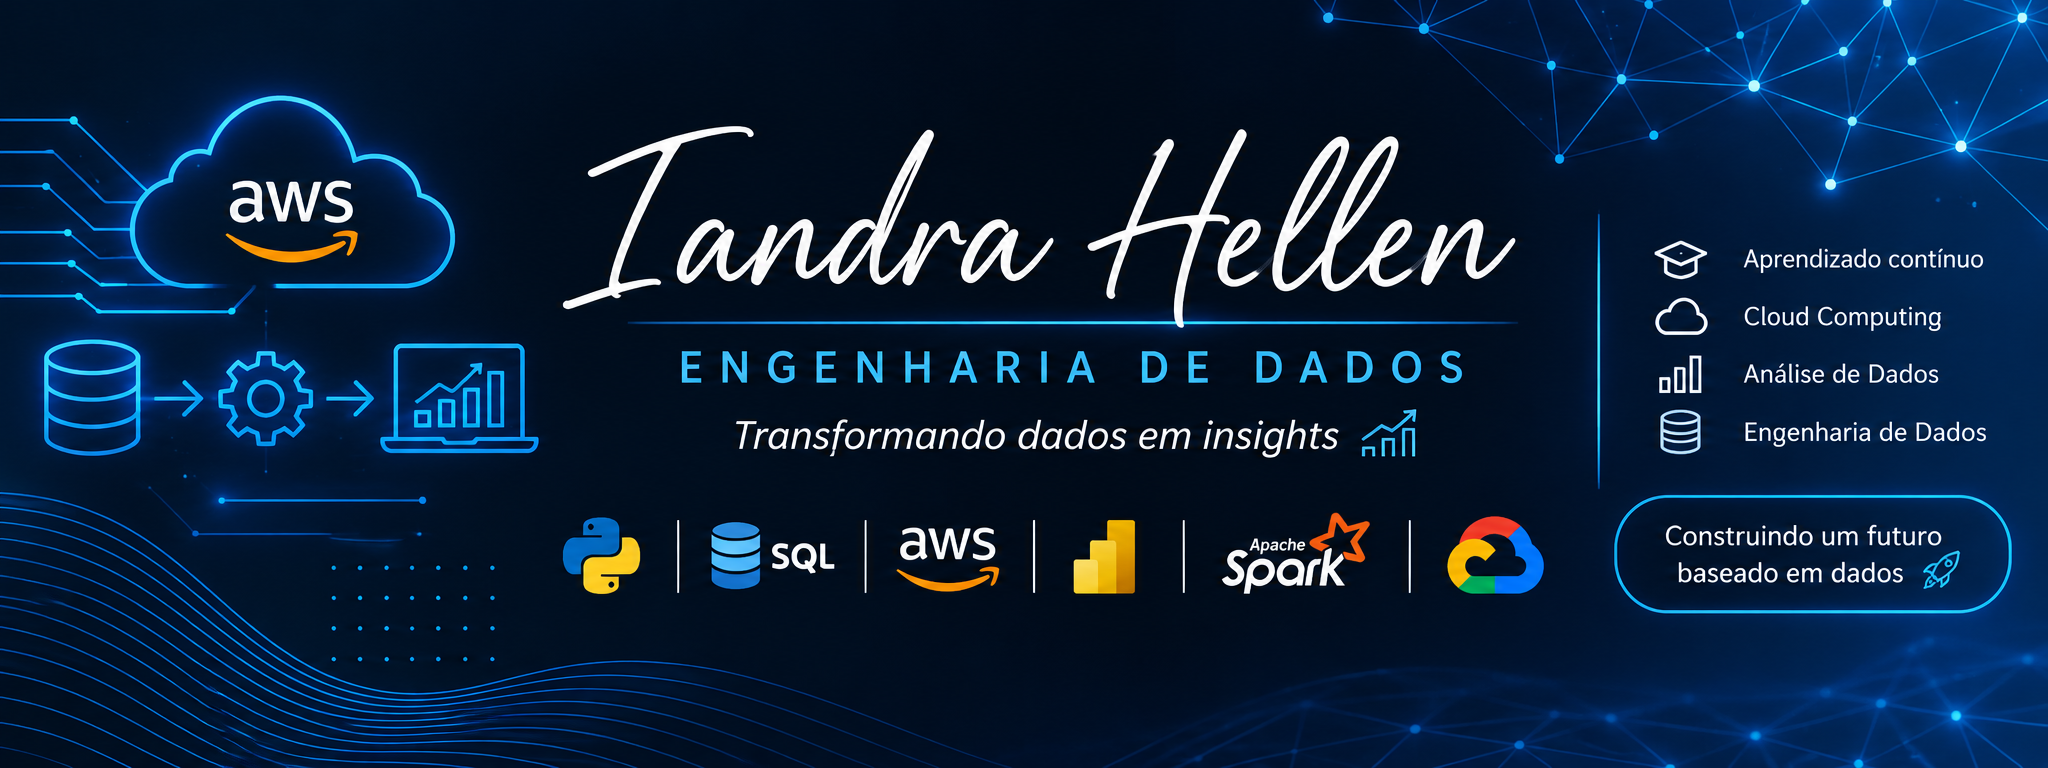 aws
Iandra Hellen
ENGENHARIA DE DADOS
Transformando dados em insights
SQL
aws
Apache
Spark
Aprendizado contínuo
Cloud Computing
Análise de Dados
Engenharia de Dados
Construindo um futuro
baseado em dados